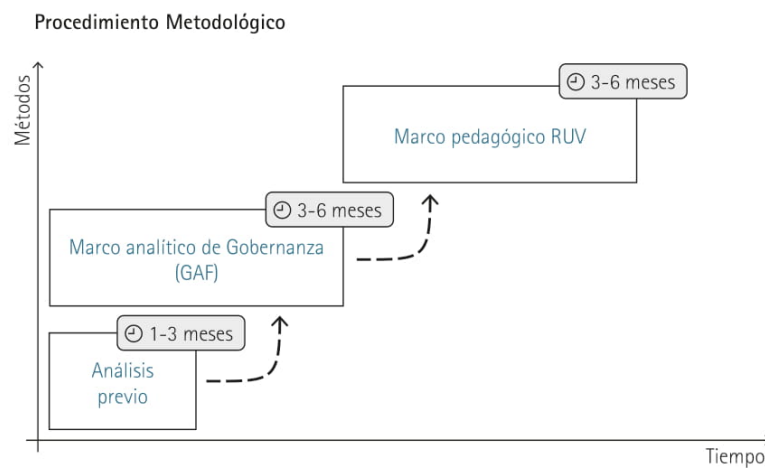 Procedimiento Metodológico
Métodos
3-6 meses
Marco pedagógico RUV
3-6 meses
Marco analítico de Gobernanza
(GAF)
1-3 meses
Análisis
previo
Tiempo